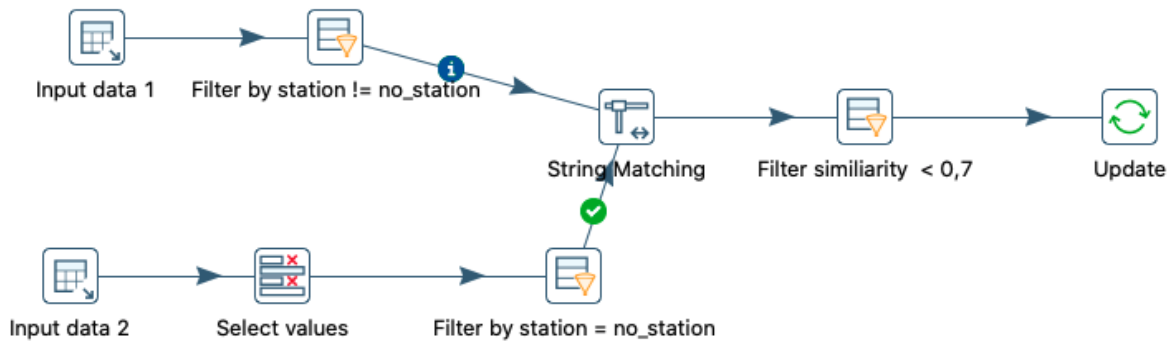 Input data 1
Filter by station != no_station
String Matching
Filter similiarity < 0,7
Update
Input data 2
Select values
Filter by station = no_station